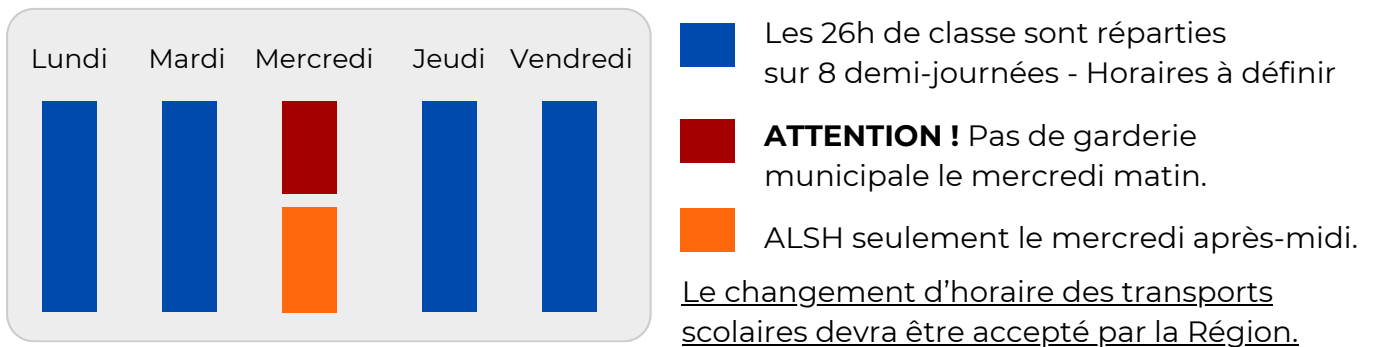 Lundi Mardi Mercredi Jeudi Vendredi
Les 26h de classe sont réparties
sur 8 demi-journées - Horaires à définir
ATTENTION ! Pas de garderie
municipale le mercredi matin.
ALSH seulement le mercredi après-midi.
Le changement d’horaire des transports
scolaires devra être accepté par la Région.